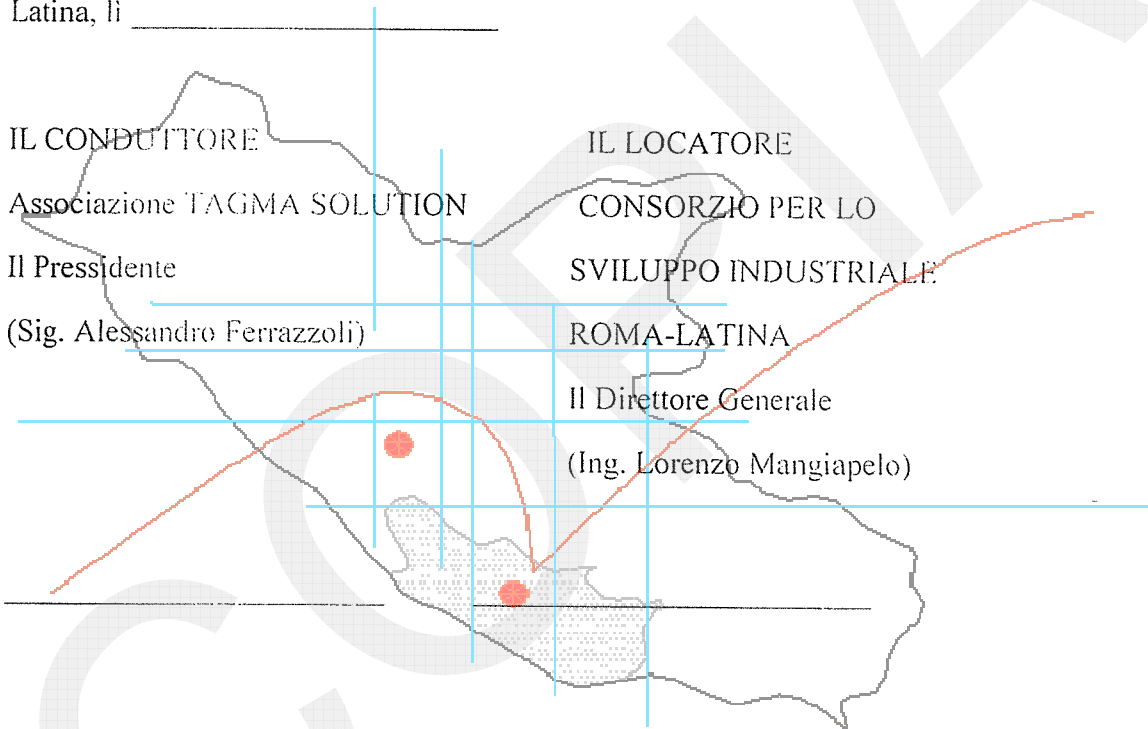 Latina, lì
IL CONDUTTORE
Associazione TAGMA SOLUTION
Il Pressidente
(Sig. Alessandro Ferrazzoli)
IL LOCATORE
CONSORZIO PER LO
SVILUPPO INDUSTRIALE
ROMA-LATINA
Il Direttore Generale
(Ing. Lorenzo Mangiapelo)
COPIA